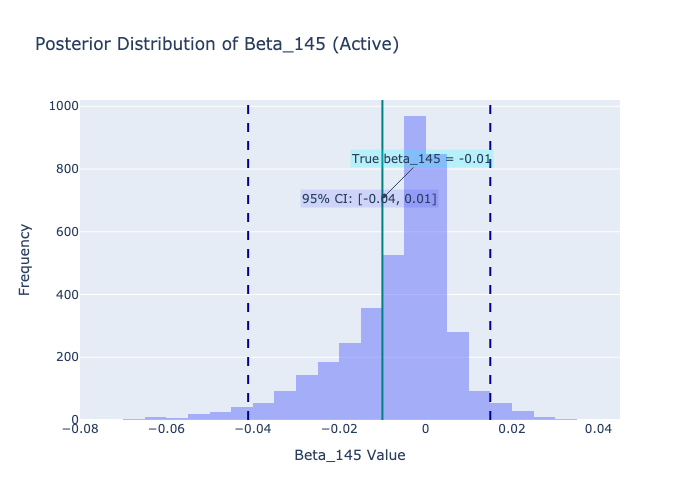 Posterior Distribution of Beta_145 (Active)
1000
800
600
400
200
0
Frequency
True beta_145 = -0.01
95% CI: [-0.04, 0.01]
−0.08
−0.06
−0.04
−0.02
0
0.02
0.04
Beta_145 Value